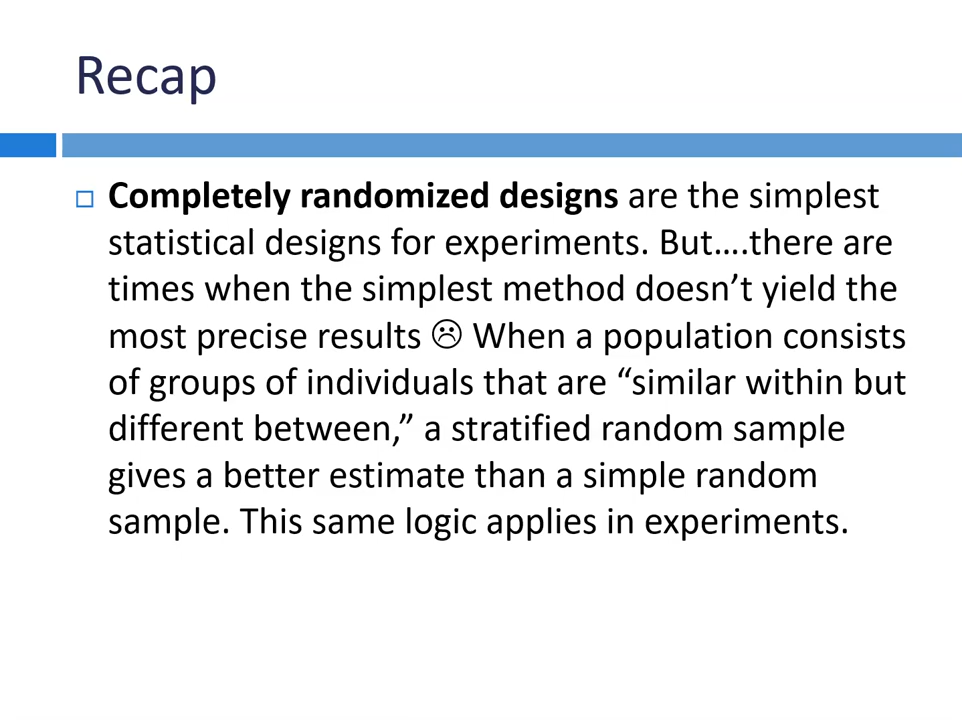 Recap
Completely randomized designs are the simplest
statistical designs for experiments. But....there are
times when the simplest method doesn’t yield the
most precise results ☹ When a population consists
of groups of individuals that are “similar within but
different between,” a stratified random sample
gives a better estimate than a simple random
sample. This same logic applies in experiments.